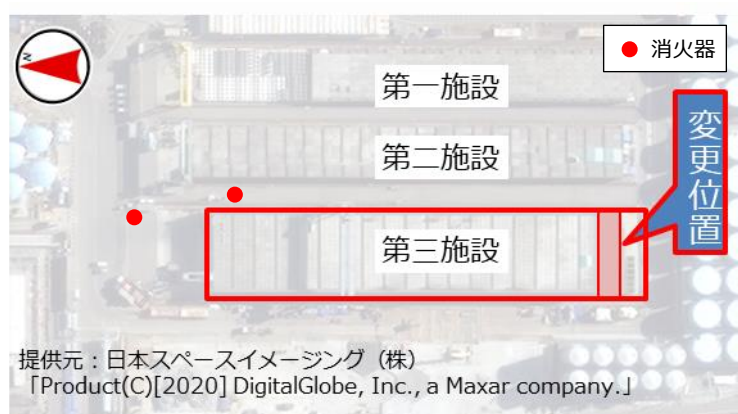 N
消火器
第一施設
第二施設
第三施設
変更位置
提供元：日本スペースイメージング（株）
「Product(C)[2020] DigitalGlobe, Inc., a Maxar company.」